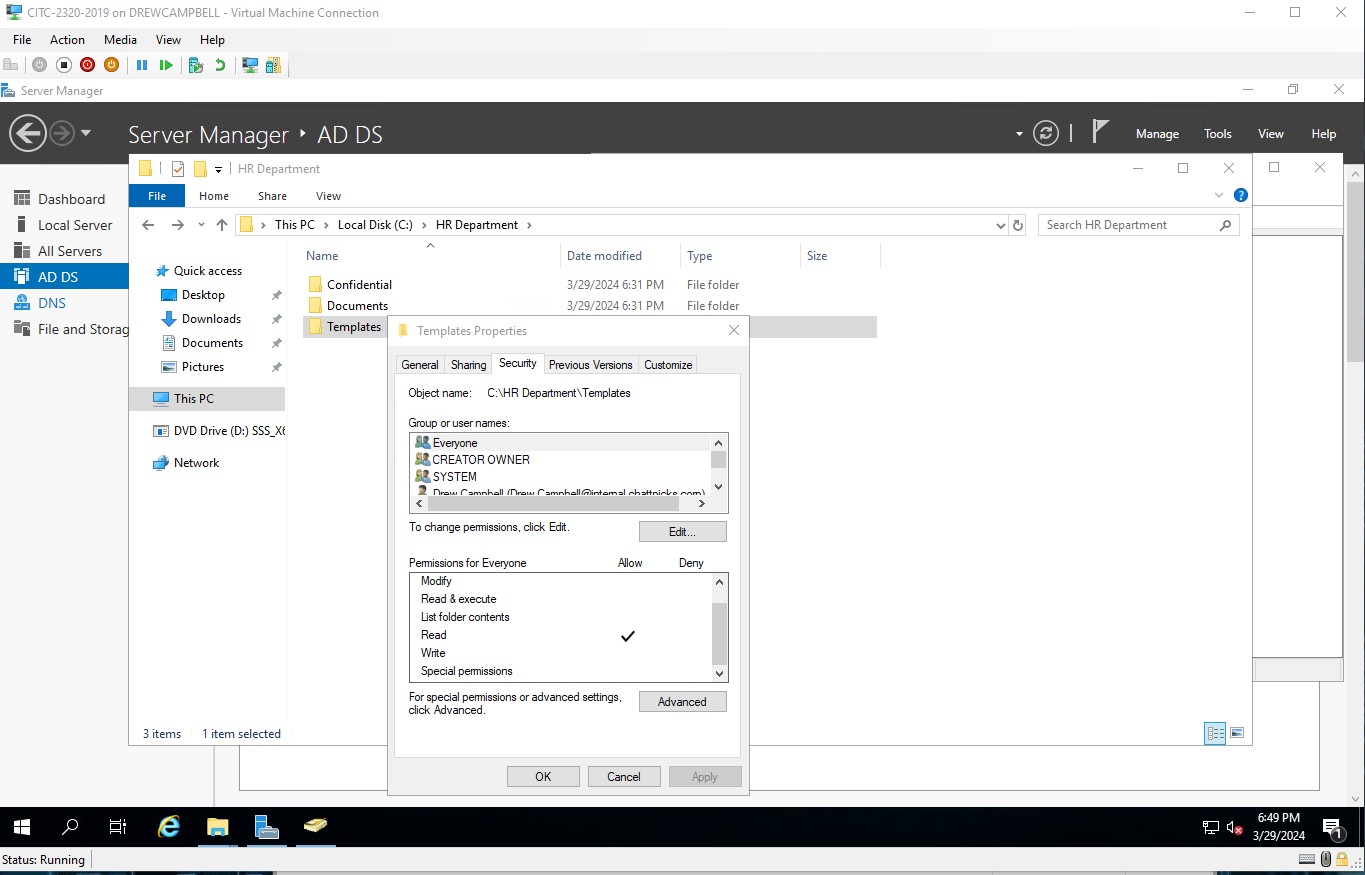 CITC-2320-2019 on DREWCAMPBELL - Virtual Machine Connection
File Action Media View Help
Server Manager
Server Manager AD DS
Manage Tools View Help
HR Department
File Home Share View
This PC Local Disk (C:) HR Department
Search HR Department
Dashboard
Local Server
All Servers
AD DS
DNS
File and Storag
Quick access
Desktop
Downloads
Documents
Pictures
This PC
DVD Drive (D:) SSS_X6
Network
Name Date modified Type Size
Confidential 3/29/2024 6:31 PM File folder
Documents 3/29/2024 6:31 PM File folder
Templates
Templates Properties
General Sharing Security Previous Versions Customize
Object name: C:\HR Department\Templates
Group or user names:
Everyone
CREATOR OWNER
SYSTEM
Drew Campbell (Drew.Campbell@internal.chattpicks.com)
To change permissions, click Edit.
Edit...
Permissions for Everyone Allow Deny
Modify
Read & execute
List folder contents
Read
Write
Special permissions
For special permissions or advanced settings,
click Advanced.
Advanced
OK Cancel Apply
3 items 1 item selected
6:49 PM
3/29/2024
1
Status: Running